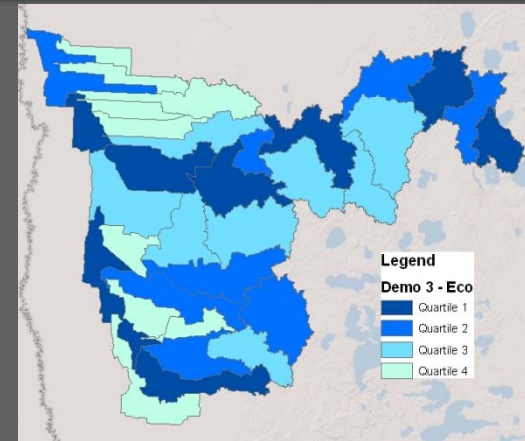 Legend
Demo 3 - Eco
Quartile 1
Quartile 2
Quartile 3
Quartile 4